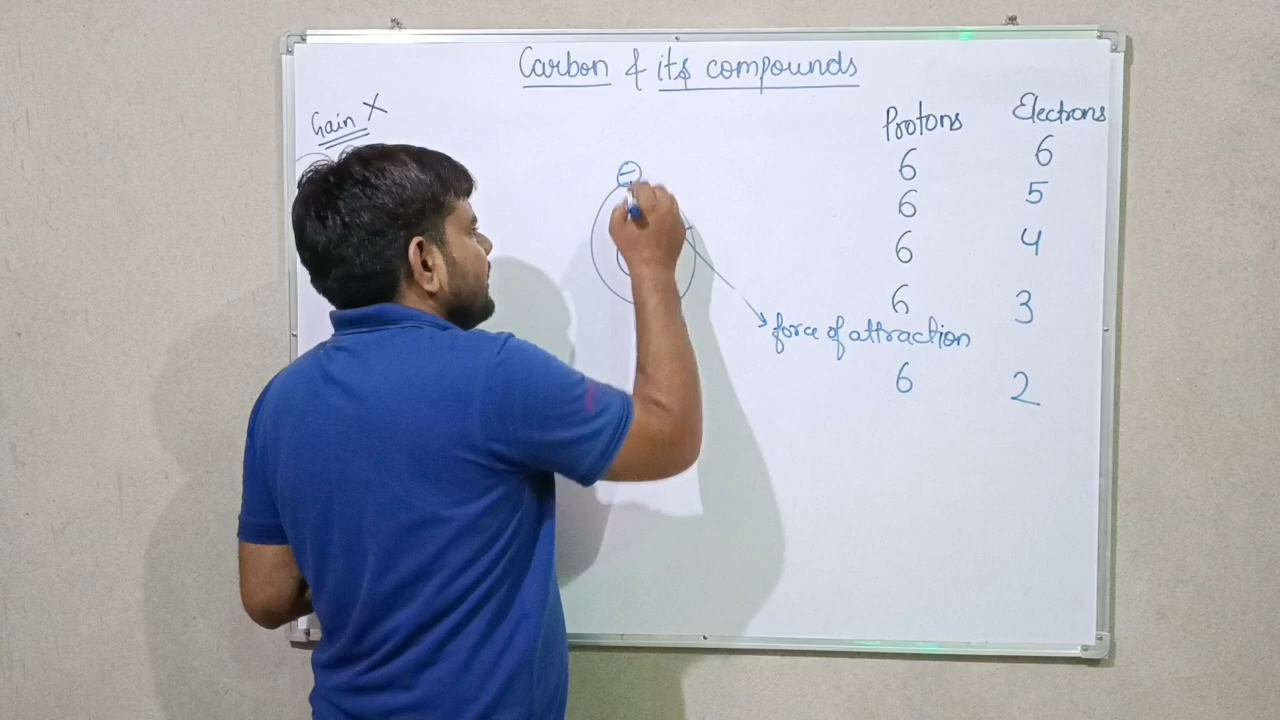 Carbon & its compounds
Gain X
Protons Electrons
6 6
6 5
6 4
6 3
force of attraction
6 2